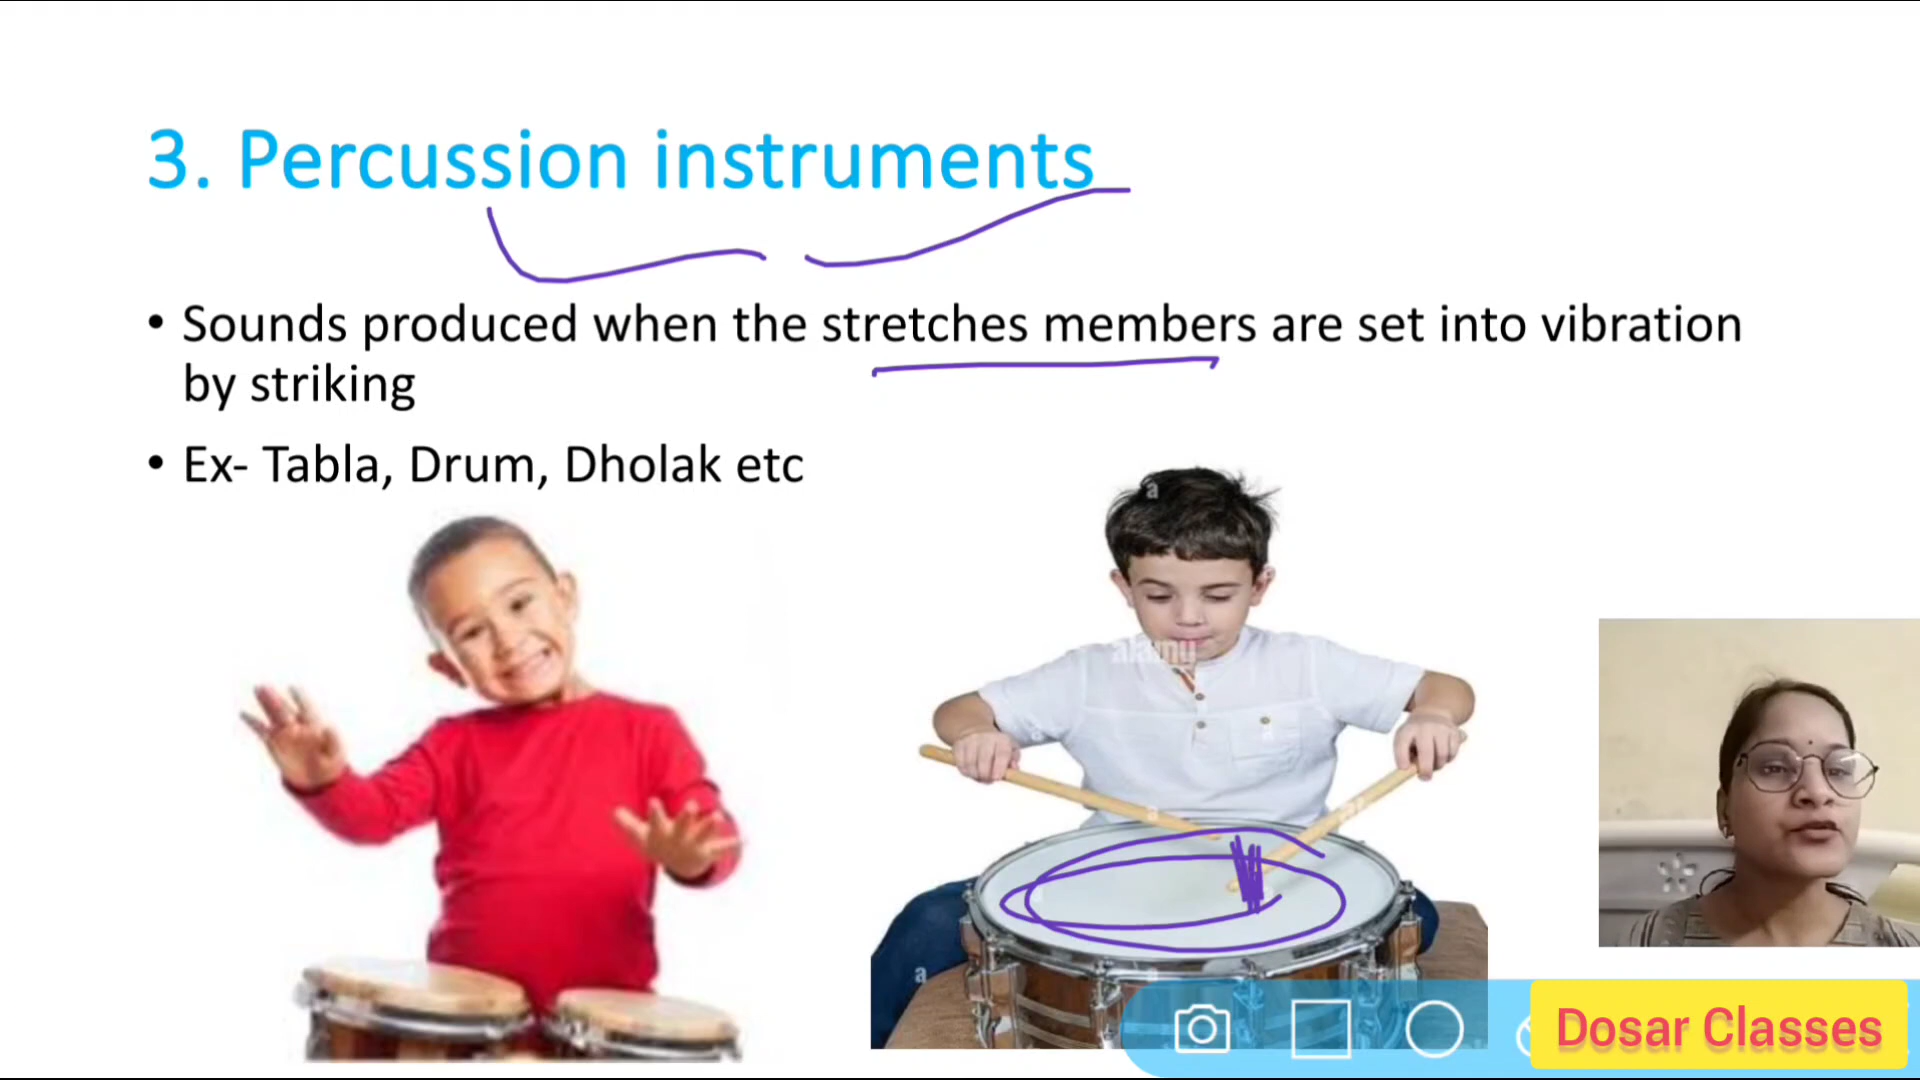 3. Percussion instruments
• Sounds produced when the stretches members are set into vibration
by striking
• Ex- Tabla, Drum, Dholak etc
a
alamy
a
a
a
a
a
Dosar Classes